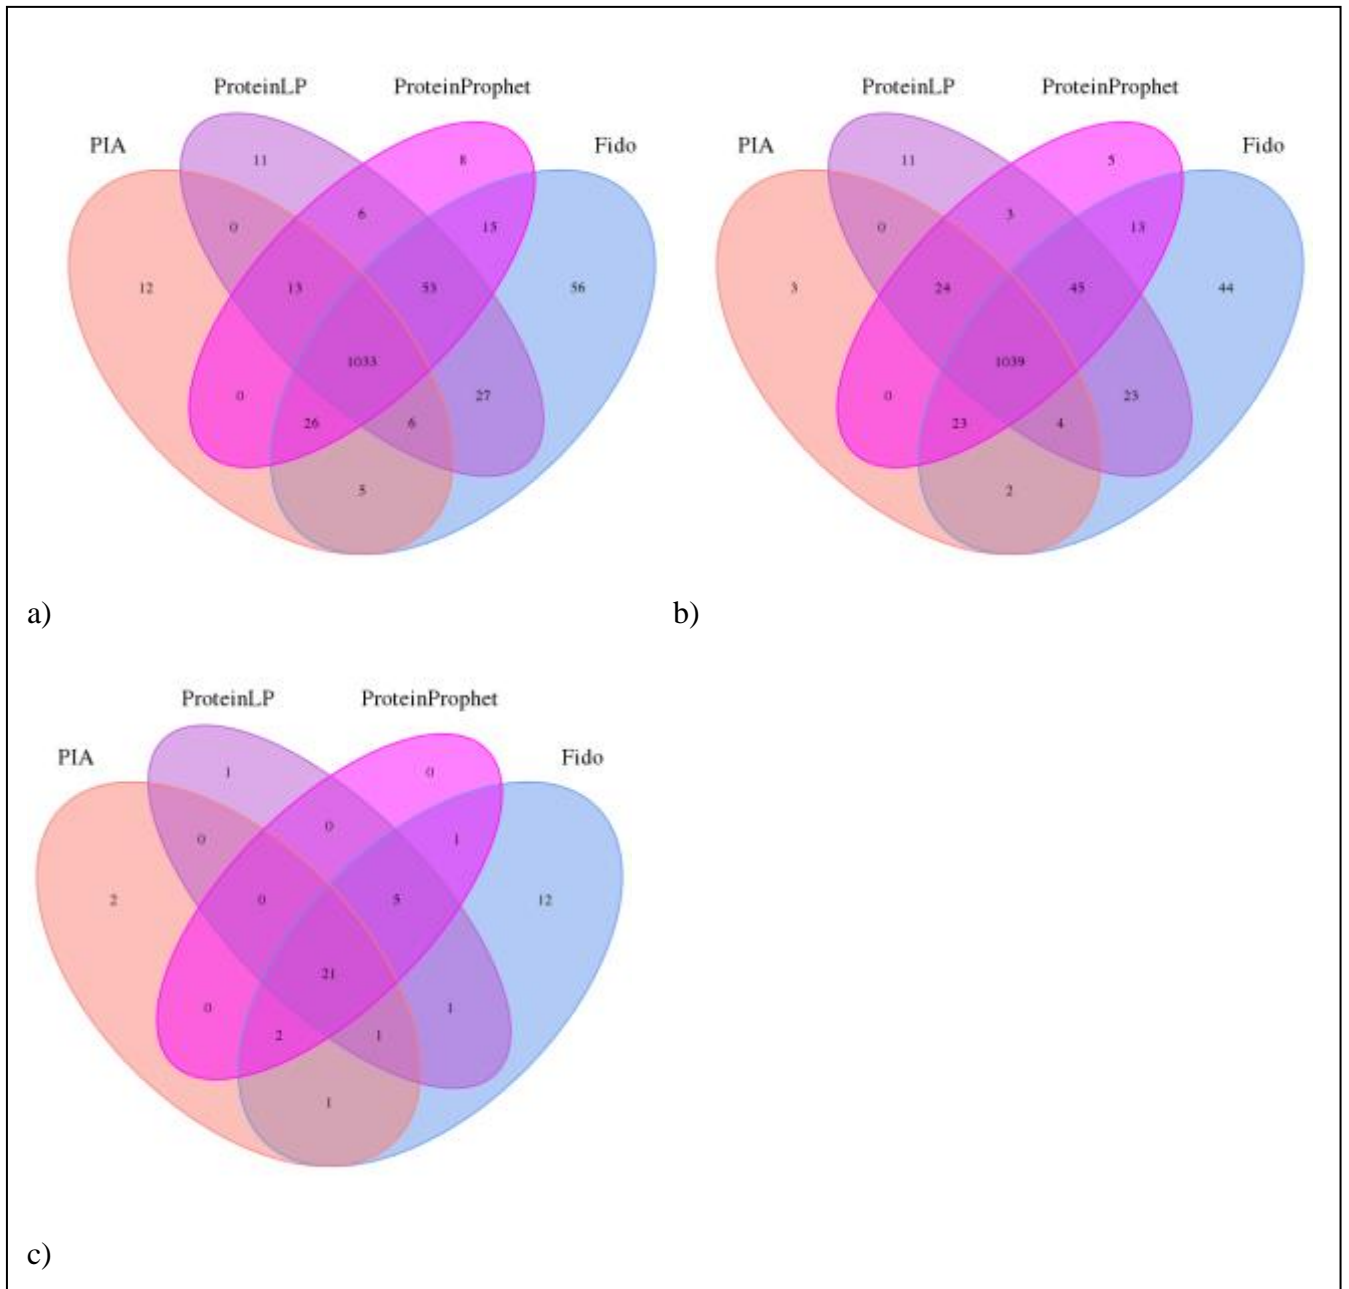 ProteinLP ProteinProphet
PIA Fido
11 8
6
0 15
12 13 53 56
1033
0 27
26 6
5
a)
ProteinLP ProteinProphet
PIA Fido
11 5
3
0 13
3 24 45 44
1039
0 23
23 4
2
b)
ProteinLP ProteinProphet
PIA Fido
1 0
0
0 1
2 0 5 12
21
0 1
2 1
1
c)